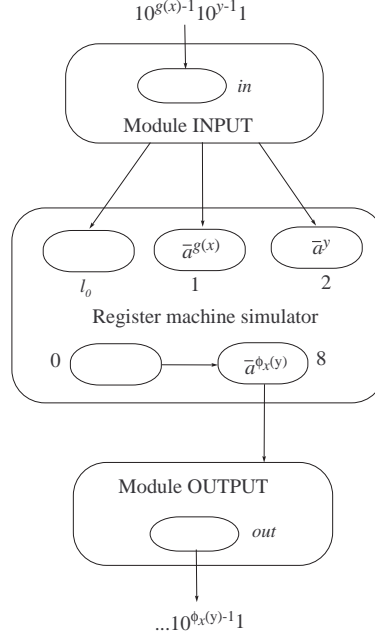 10^{g(x)-1}10^{y-1}1
in
Module INPUT
a̅^{g(x)}
a̅^{y}
l_0
1
2
Register machine simulator
0
a̅^{ϕ_x(y)}
8
Module OUTPUT
out
...10^{ϕ_x(y)-1}1